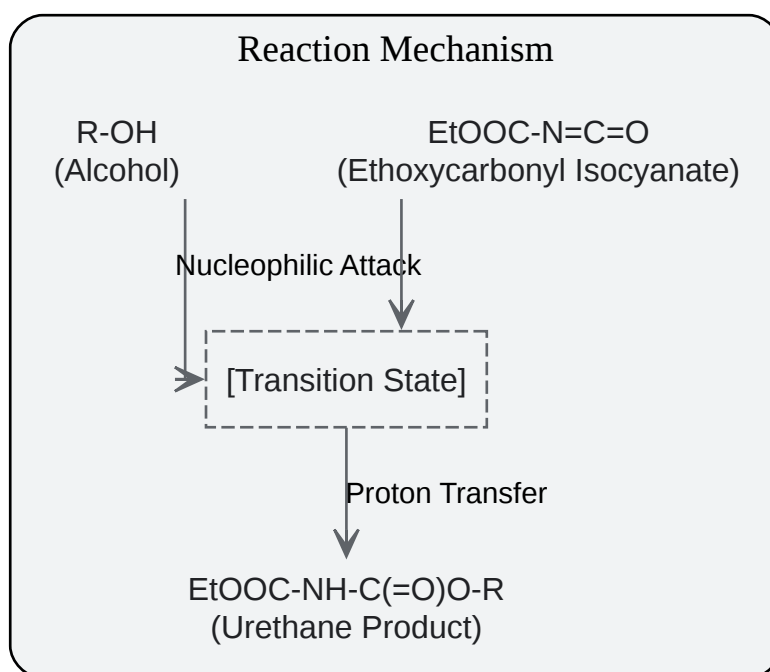 Reaction Mechanism
R-OH
(Alcohol)
EtOOC-N=C=O
(Ethoxycarbonyl Isocyanate)
Nucleophilic Attack
[Transition State]
Proton Transfer
EtOOC-NH-C(=O)O-R
(Urethane Product)